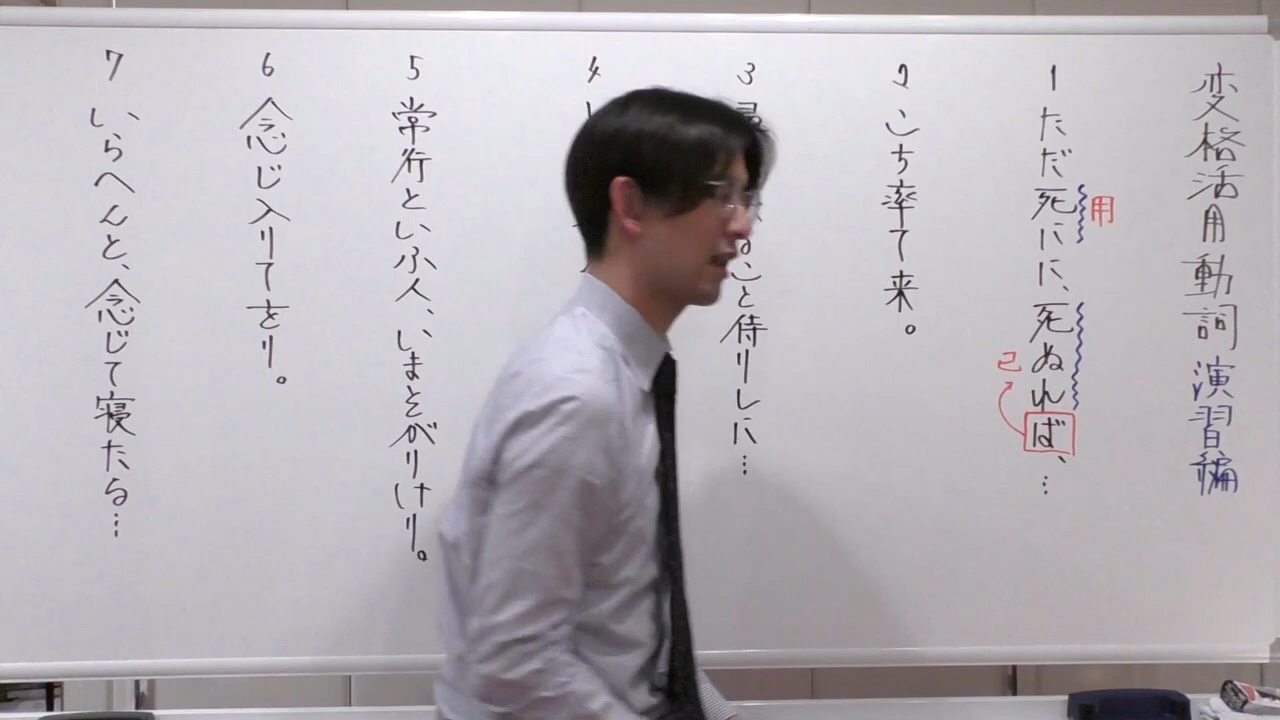 変格活用動詞 演習編
1 ただ死にに、死ぬれば、…
用
已
2 こち率て来。
3 こと侍りしに…
4
5 常行といふ人、いまそがりけり。
6 念じ入りてをり。
7 いらへんと、念じて寝たる…